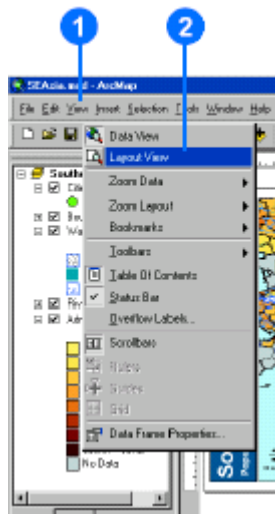 1 2
SEAsia.mxd - ArcMap
File Edit View Insert Selection Tools Window Help
Data View
Layout View
Zoom Data
Zoom Layout
Bookmarks
Toolbars
Table Of Contents
Status Bar
Overflow Labels...
Scrollbars
Rulers
Guides
Grid
Data Frame Properties...
Southe
No Data
So